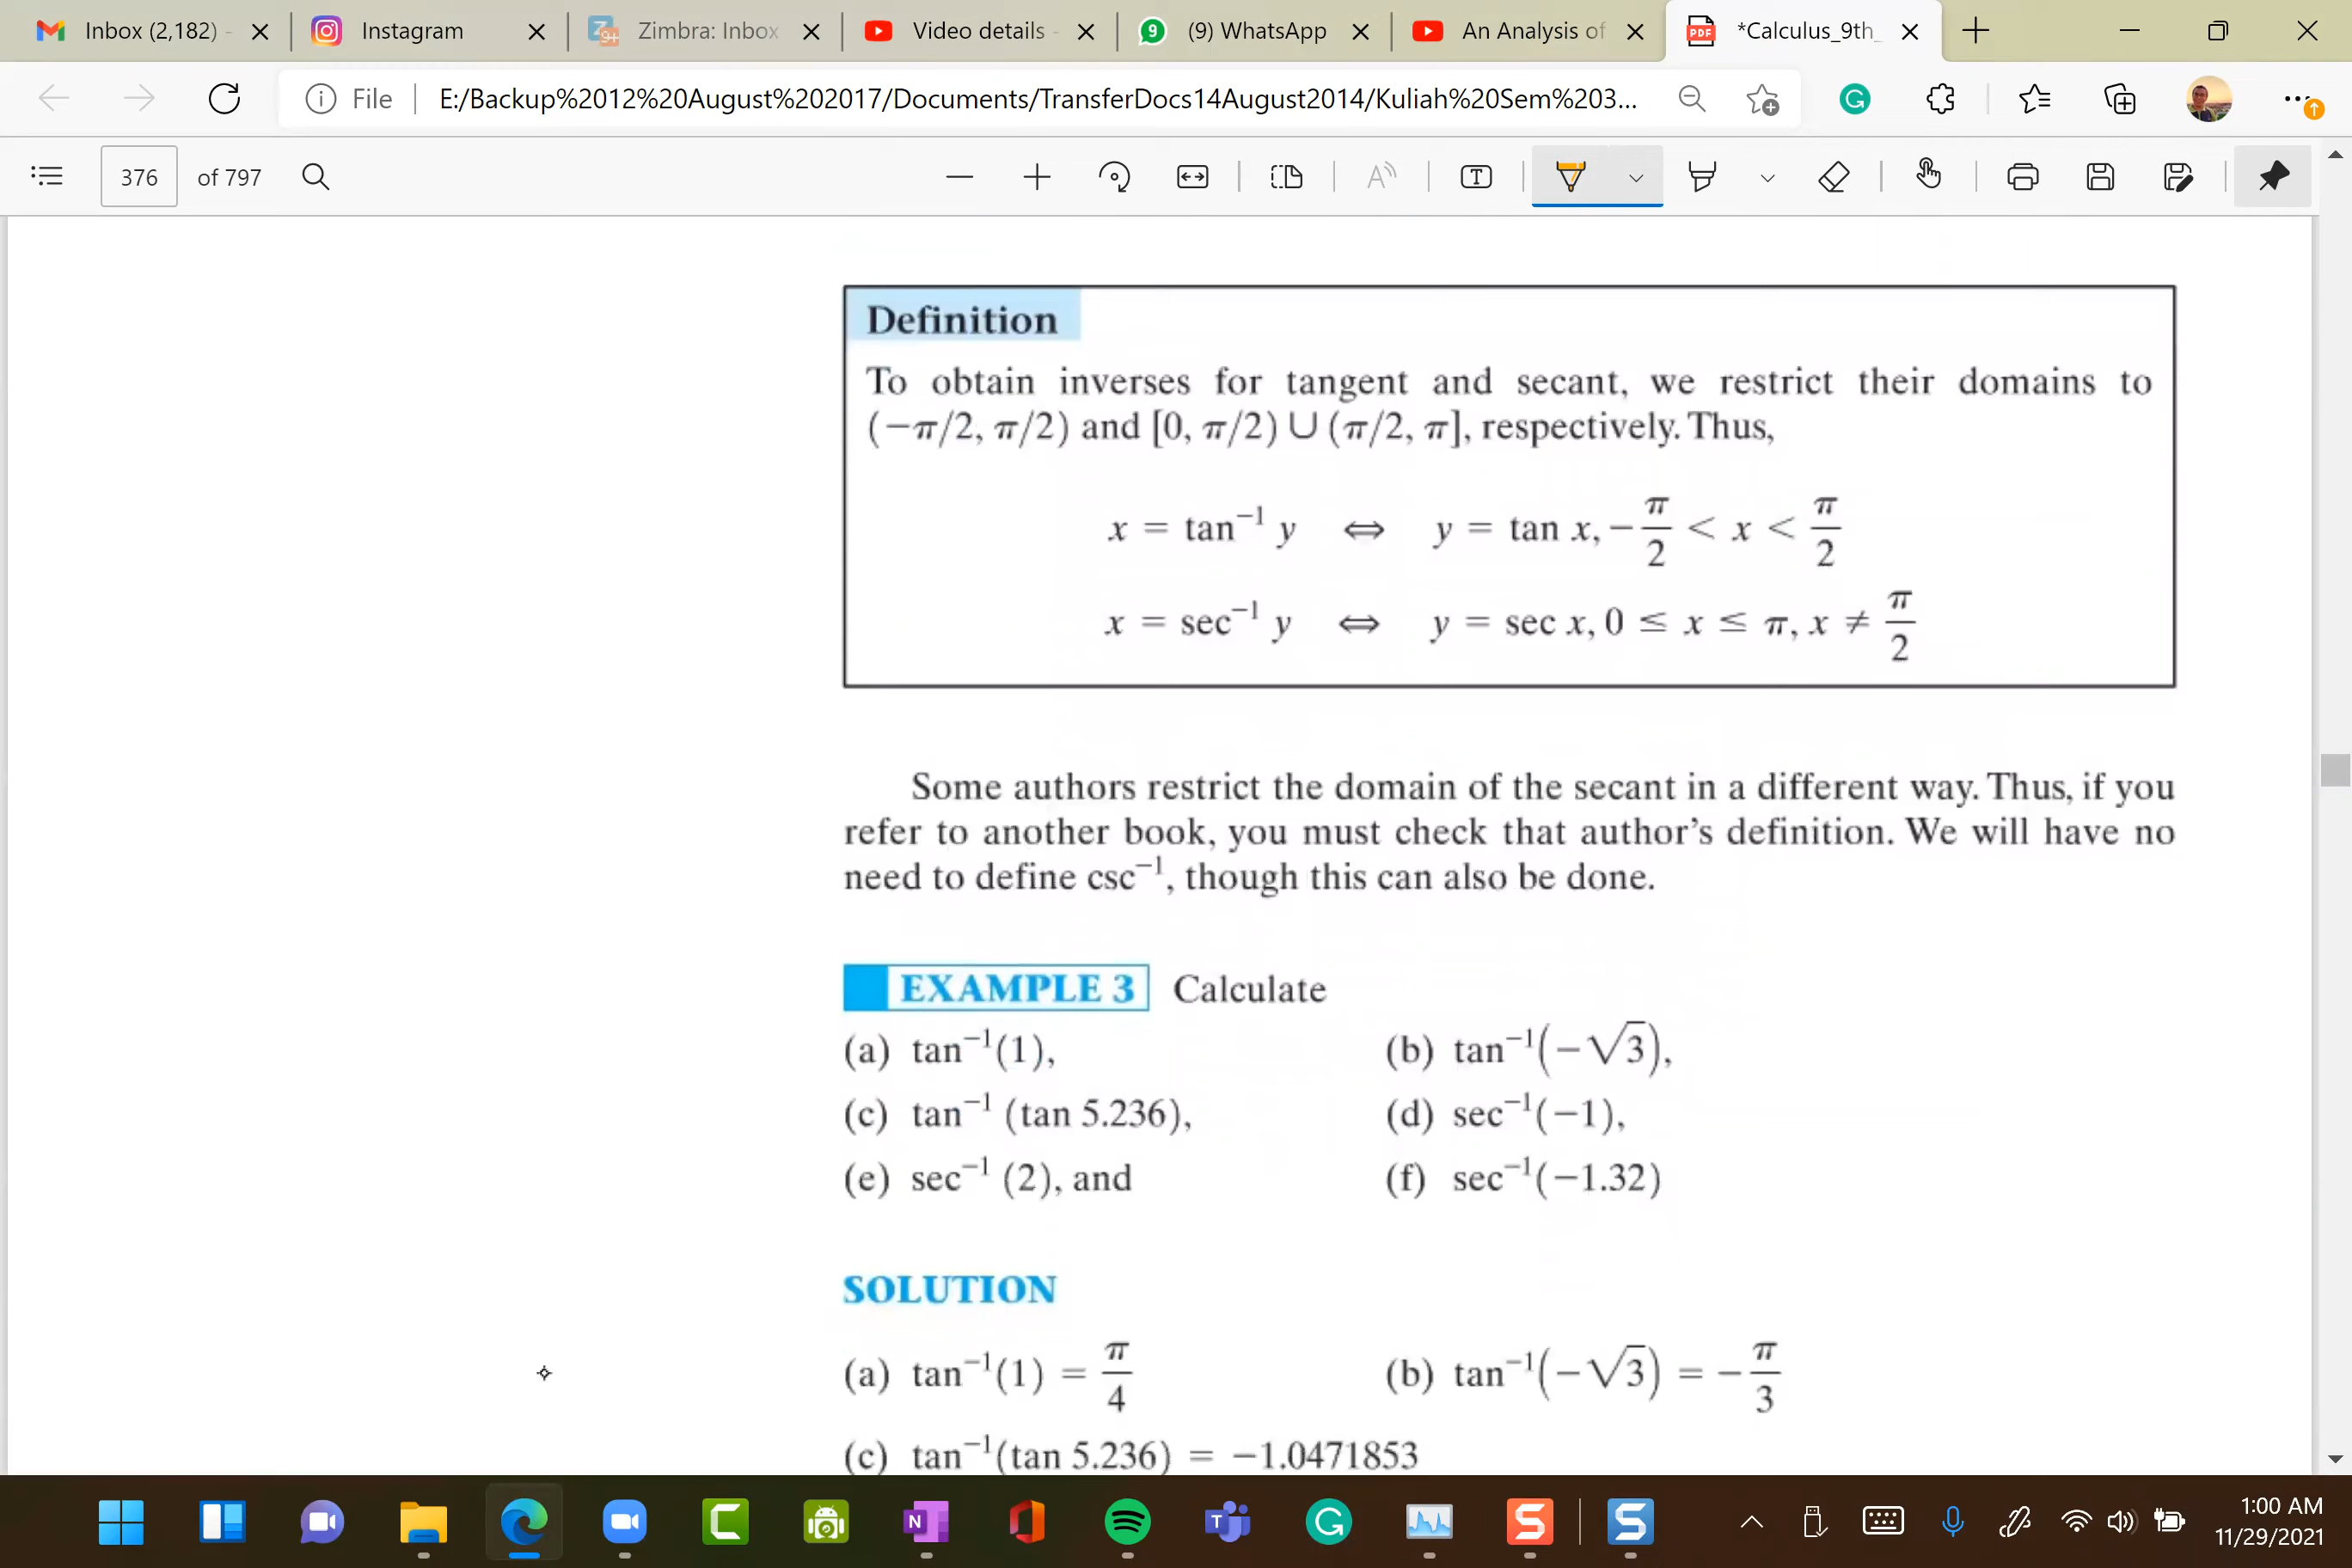 Inbox (2,182) -
Instagram
Zimbra: Inbox
Video details -
(9) WhatsApp
An Analysis of
*Calculus_9th_
File
E:/Backup%2012%20August%202017/Documents/TransferDocs14August2014/Kuliah%20Sem%203...
376 of 797
Definition
To obtain inverses for tangent and secant, we restrict their domains to
(−π/2, π/2) and [0, π/2) ∪ (π/2, π], respectively. Thus,
x = tan⁻¹ y ⇔ y = tan x, −π/2 < x < π/2
x = sec⁻¹ y ⇔ y = sec x, 0 ≤ x ≤ π, x ≠ π/2
Some authors restrict the domain of the secant in a different way. Thus, if you
refer to another book, you must check that author's definition. We will have no
need to define csc⁻¹, though this can also be done.
EXAMPLE 3 Calculate
(a) tan⁻¹(1), (b) tan⁻¹(−√3),
(c) tan⁻¹ (tan 5.236), (d) sec⁻¹(−1),
(e) sec⁻¹ (2), and (f) sec⁻¹(−1.32)
SOLUTION
(a) tan⁻¹(1) = π/4 (b) tan⁻¹(−√3) = −π/3
(c) tan⁻¹(tan 5.236) = −1.0471853
1:00 AM
11/29/2021